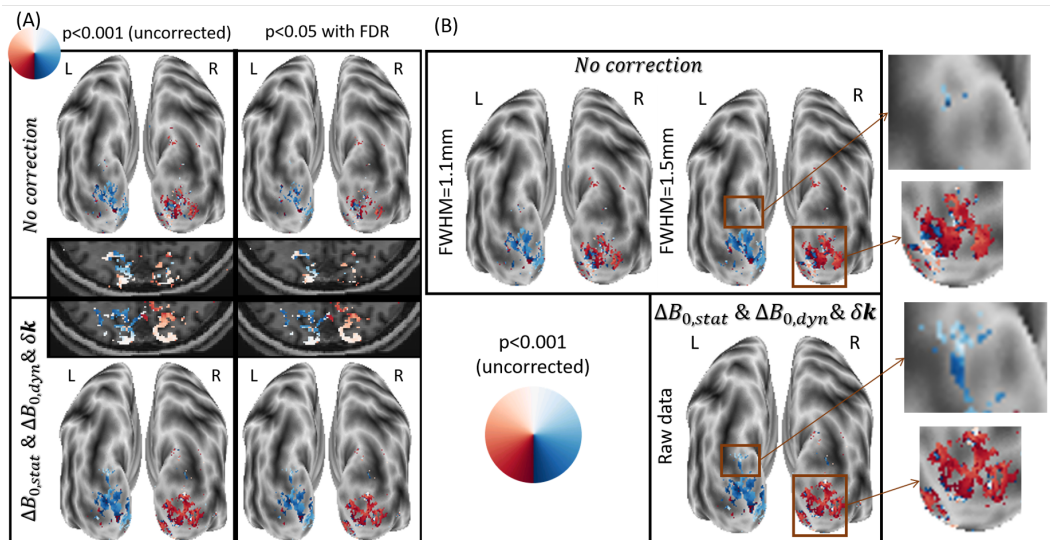 (A)
p<0.001 (uncorrected)
p<0.05 with FDR
L
R
L
R
No correction
L
R
L
R
ΔB₀,stat & ΔB₀,dyn & δk
(B)
No correction
L
R
L
R
FWHM=1.1mm
FWHM=1.5mm
p<0.001
(uncorrected)
ΔB₀,stat & ΔB₀,dyn & δk
L
R
Raw data